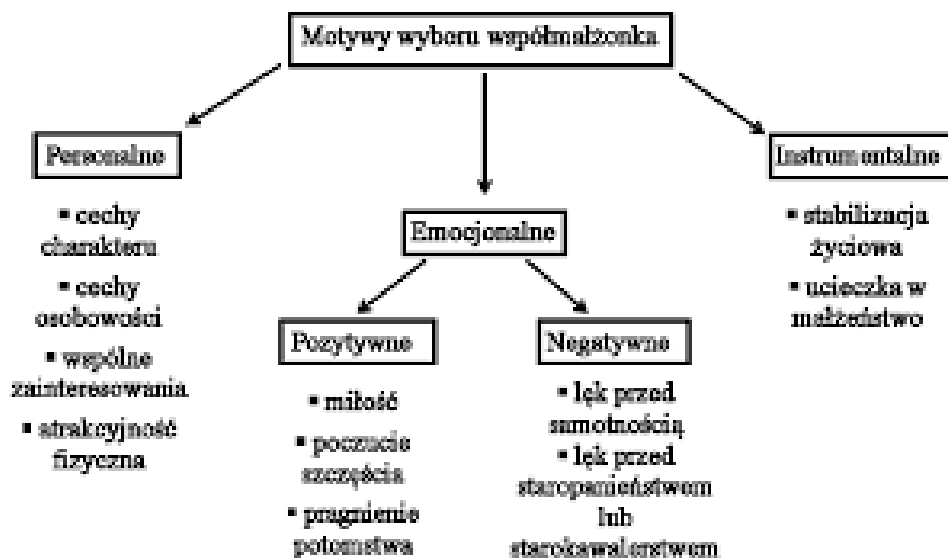 Motywy wyboru współmałżonka
Personalne
▪ cechy
charakteru
▪ cechy
osobowości
▪ wspólne
zainteresowania
▪ atrakcyjność
fizyczna
Emocjonalne
Pozytywne
▪ miłość
▪ poczucie
szczęścia
▪ pragnienie
potomstwa
Negatywne
▪ lęk przed
samotnością
▪ lęk przed
staropanieństwem
lub
starokawalerstwem
Instrumentalne
▪ stabilizacja
życiowa
▪ ucieczka w
małżeństwo